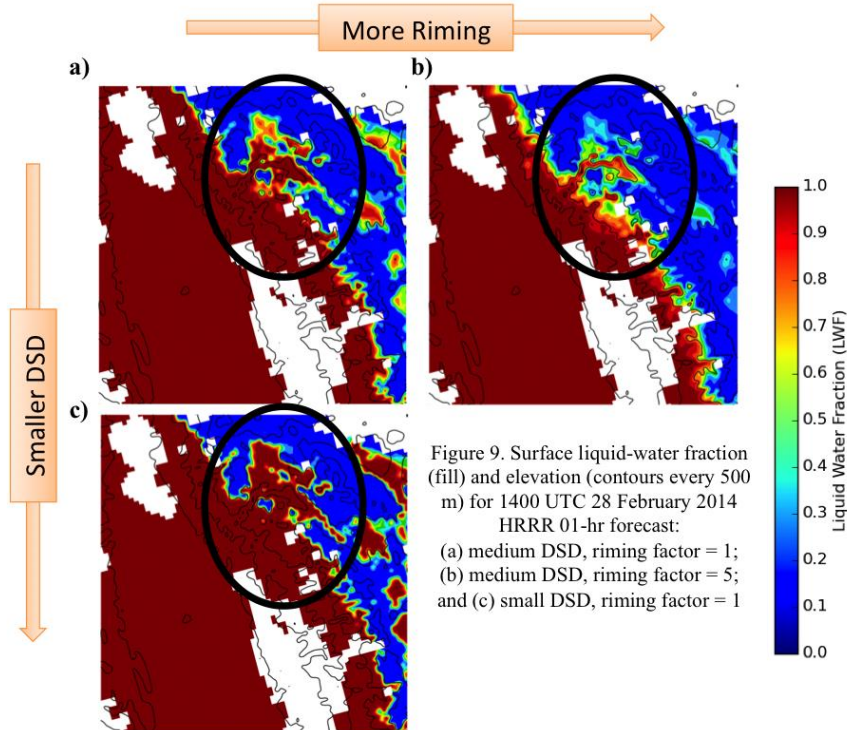 More Riming
a)
b)
Smaller DSD
c)
Figure 9. Surface liquid-water fraction
(fill) and elevation (contours every 500
m) for 1400 UTC 28 February 2014
HRRR 01-hr forecast:
(a) medium DSD, riming factor = 1;
(b) medium DSD, riming factor = 5;
and (c) small DSD, riming factor = 1
1.0
0.9
0.8
0.7
0.6
0.5
0.4
0.3
0.2
0.1
0.0
Liquid Water Fraction (LWF)